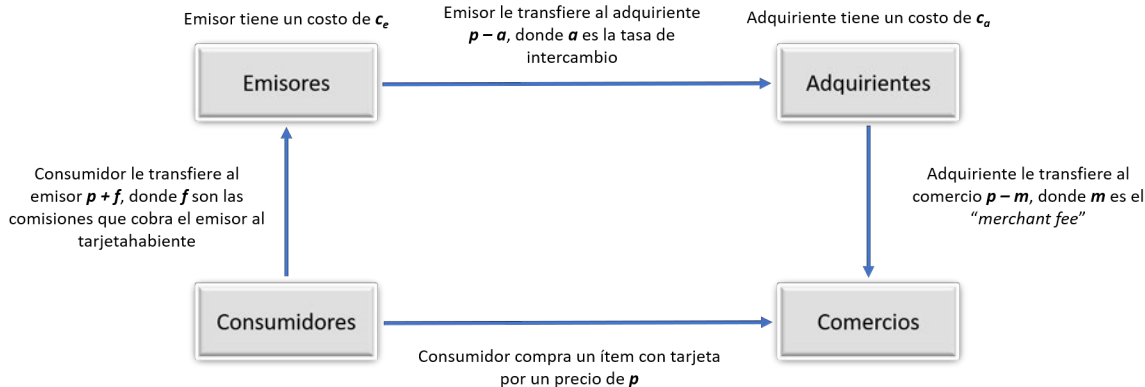 Emisor tiene un costo de cₑ
Emisor le transfiere al adquiriente
p – a, donde a es la tasa de
intercambio
Adquiriente tiene un costo de cₐ
Emisores
Adquirientes
Consumidor le transfiere al
emisor p + f, donde f son las
comisiones que cobra el emisor al
tarjetahabiente
Adquiriente le transfiere al
comercio p – m, donde m es el
“merchant fee”
Consumidores
Comercios
Consumidor compra un ítem con tarjeta
por un precio de p